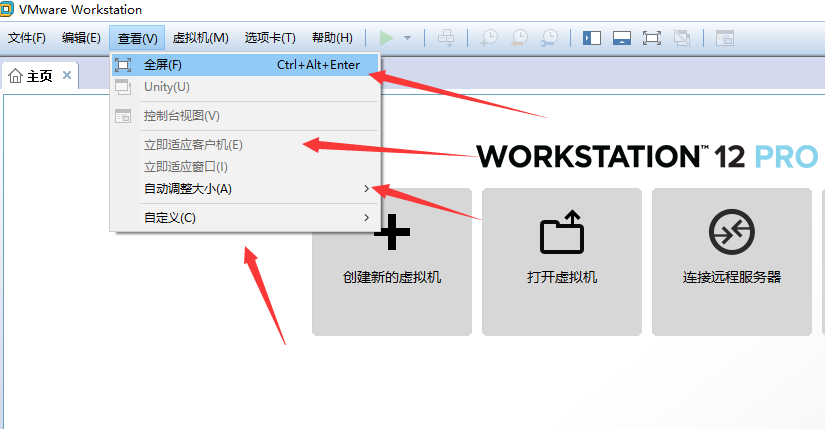 VMware Workstation
文件(F) 编辑(E) 查看(V) 虚拟机(M) 选项卡(T) 帮助(H)
主页
全屏(F) Ctrl+Alt+Enter
Unity(U)
控制台视图(V)
立即适应客户机(E)
立即适应窗口(I)
自动调整大小(A)
自定义(C)
WORKSTATION™ 12 PRO
创建新的虚拟机 打开虚拟机 连接远程服务器